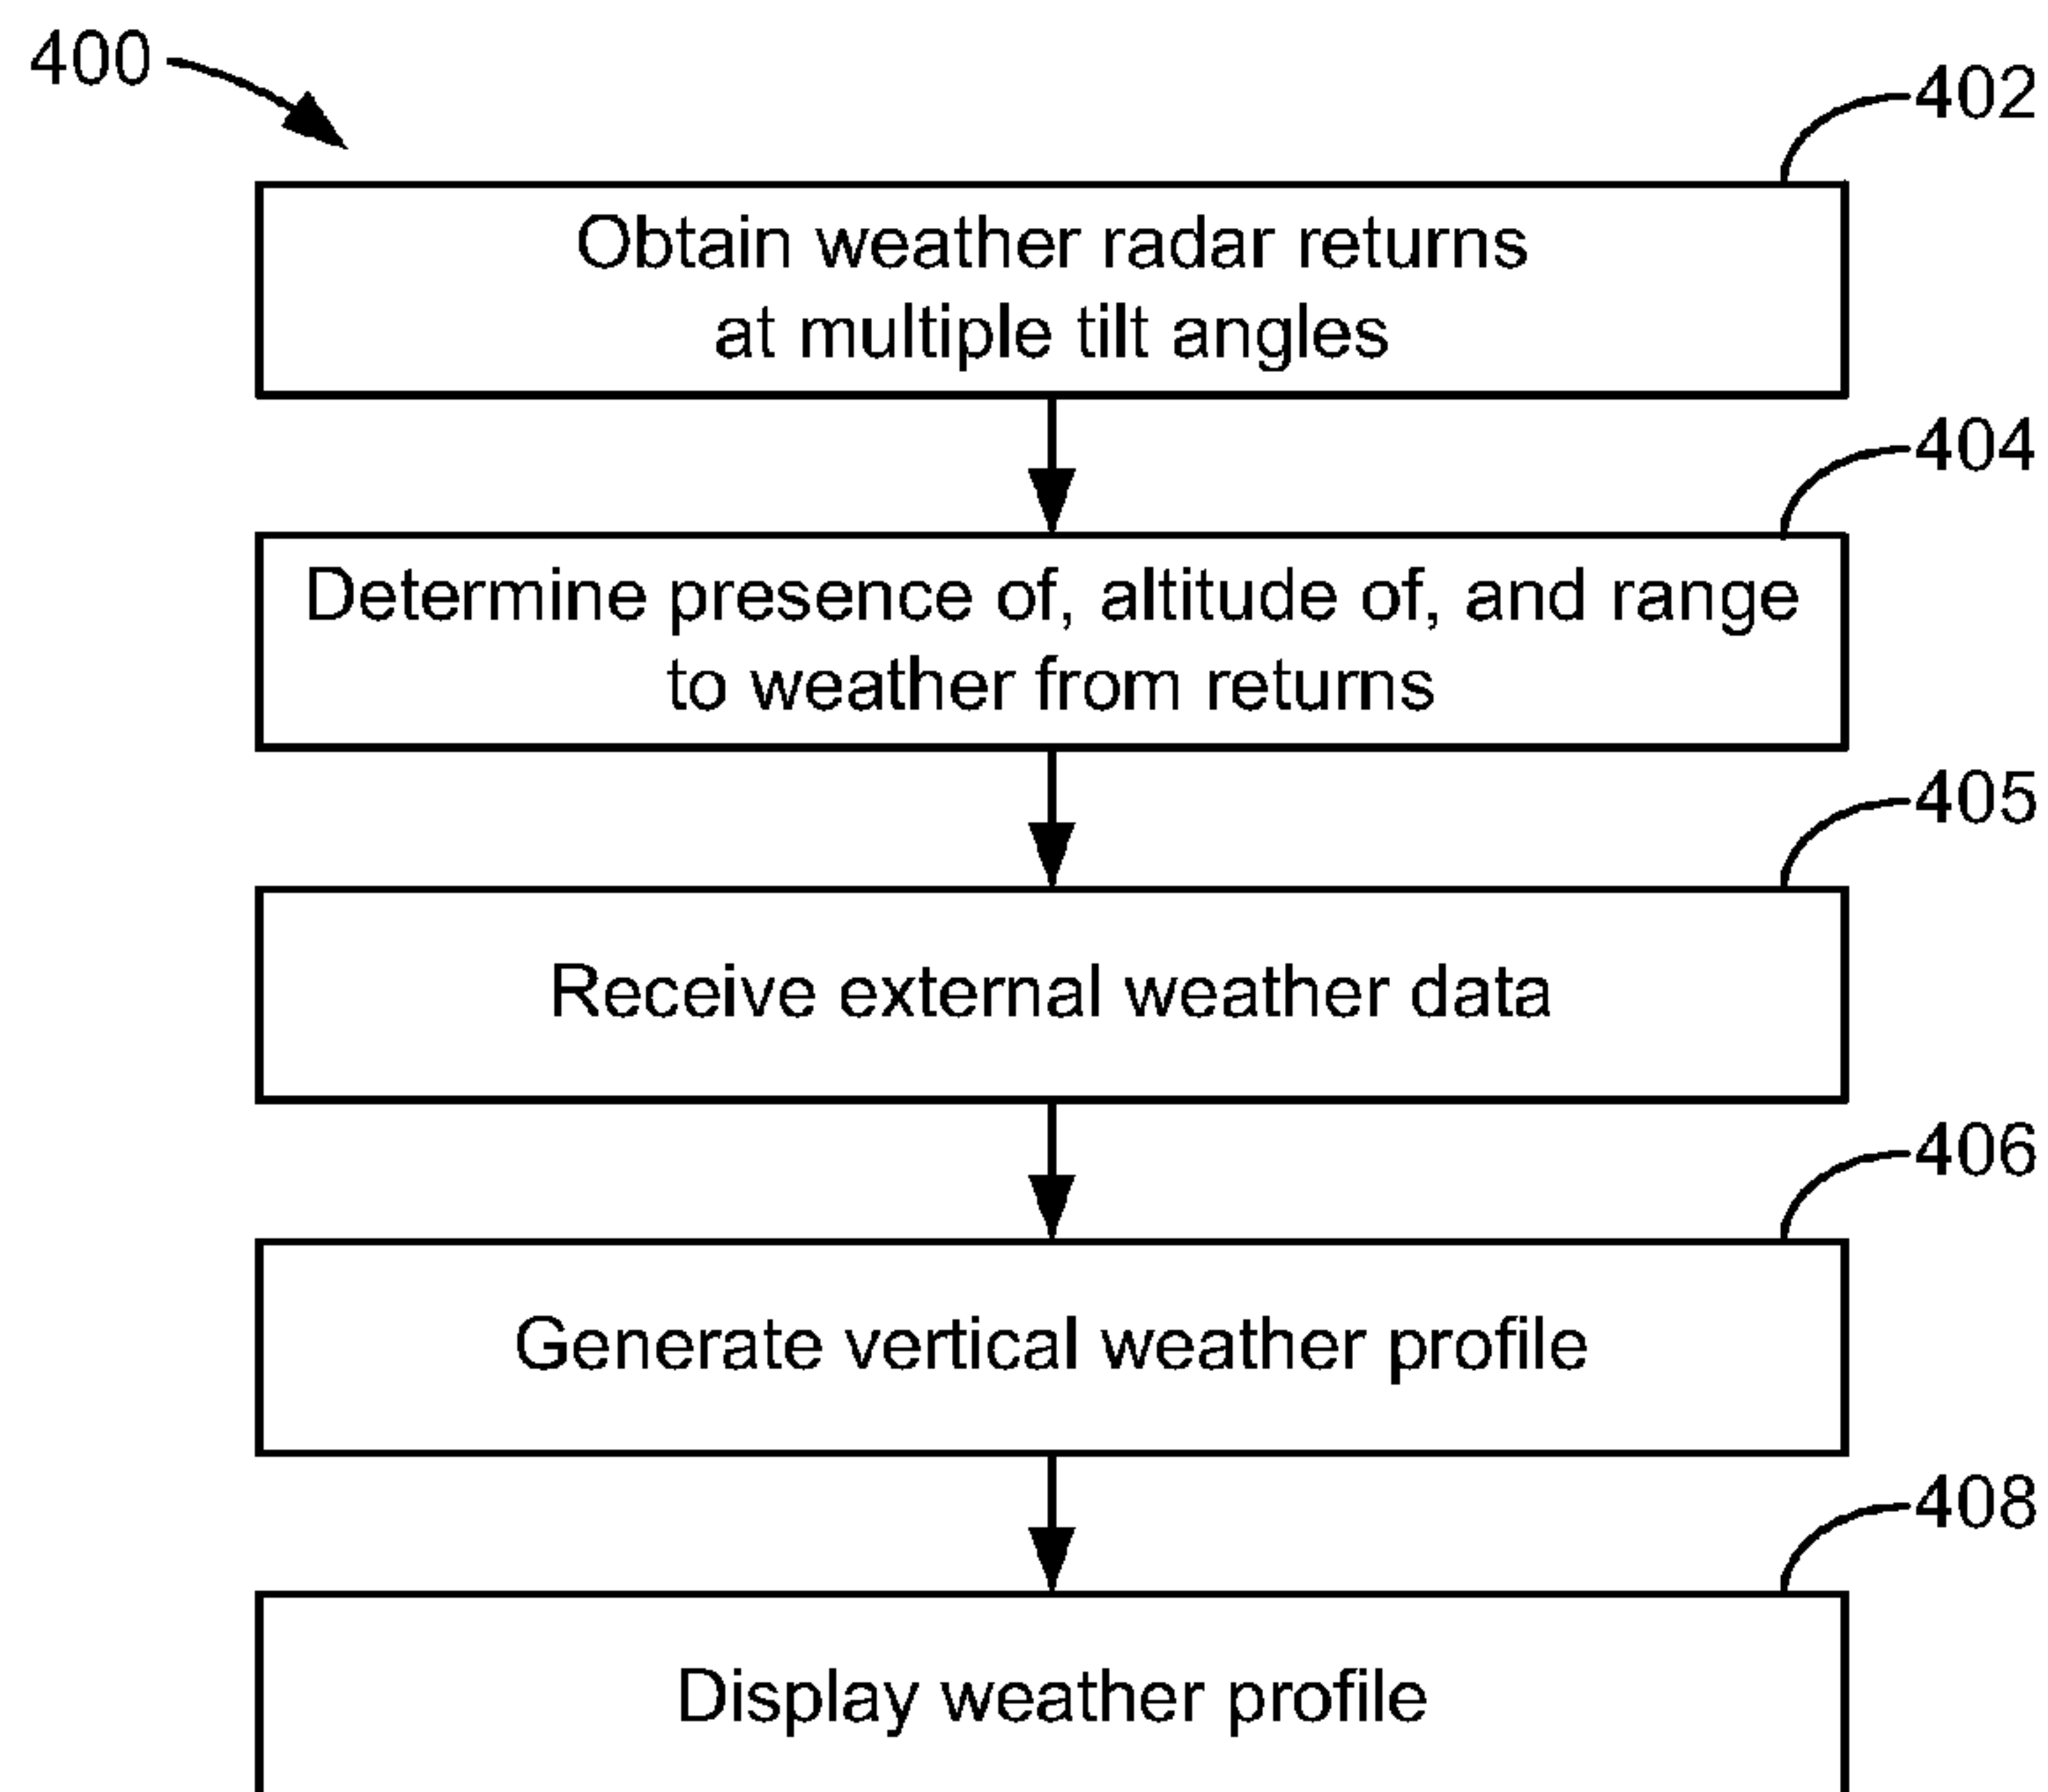 400
402
Obtain weather radar returns
at multiple tilt angles
404
Determine presence of, altitude of, and range
to weather from returns
405
Receive external weather data
406
Generate vertical weather profile
408
Display weather profile